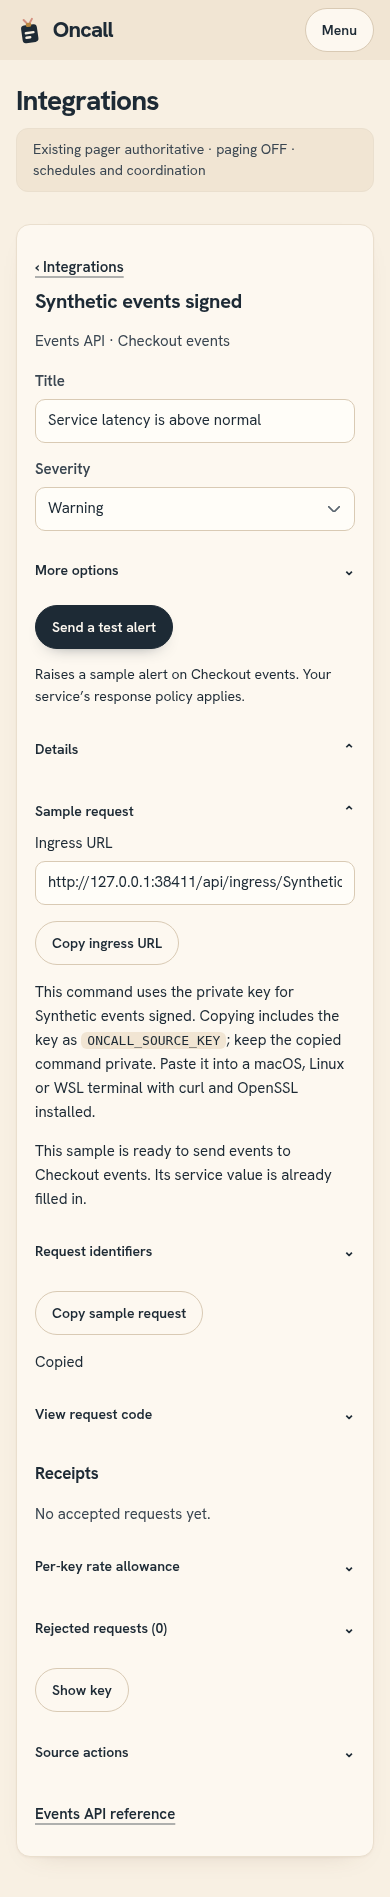 Oncall
Menu
Integrations
Existing pager authoritative · paging OFF ·
schedules and coordination
‹ Integrations
Synthetic events signed
Events API · Checkout events
Title
Service latency is above normal
Severity
Warning
More options
Send a test alert
Raises a sample alert on Checkout events. Your
service’s response policy applies.
Details
Sample request
Ingress URL
http://127.0.0.1:38411/api/ingress/Synthetic
Copy ingress URL
This command uses the private key for
Synthetic events signed. Copying includes the
key as ONCALL_SOURCE_KEY; keep the copied
command private. Paste it into a macOS, Linux
or WSL terminal with curl and OpenSSL
installed.
This sample is ready to send events to
Checkout events. Its service value is already
filled in.
Request identifiers
Copy sample request
Copied
View request code
Receipts
No accepted requests yet.
Per-key rate allowance
Rejected requests (0)
Show key
Source actions
Events API reference